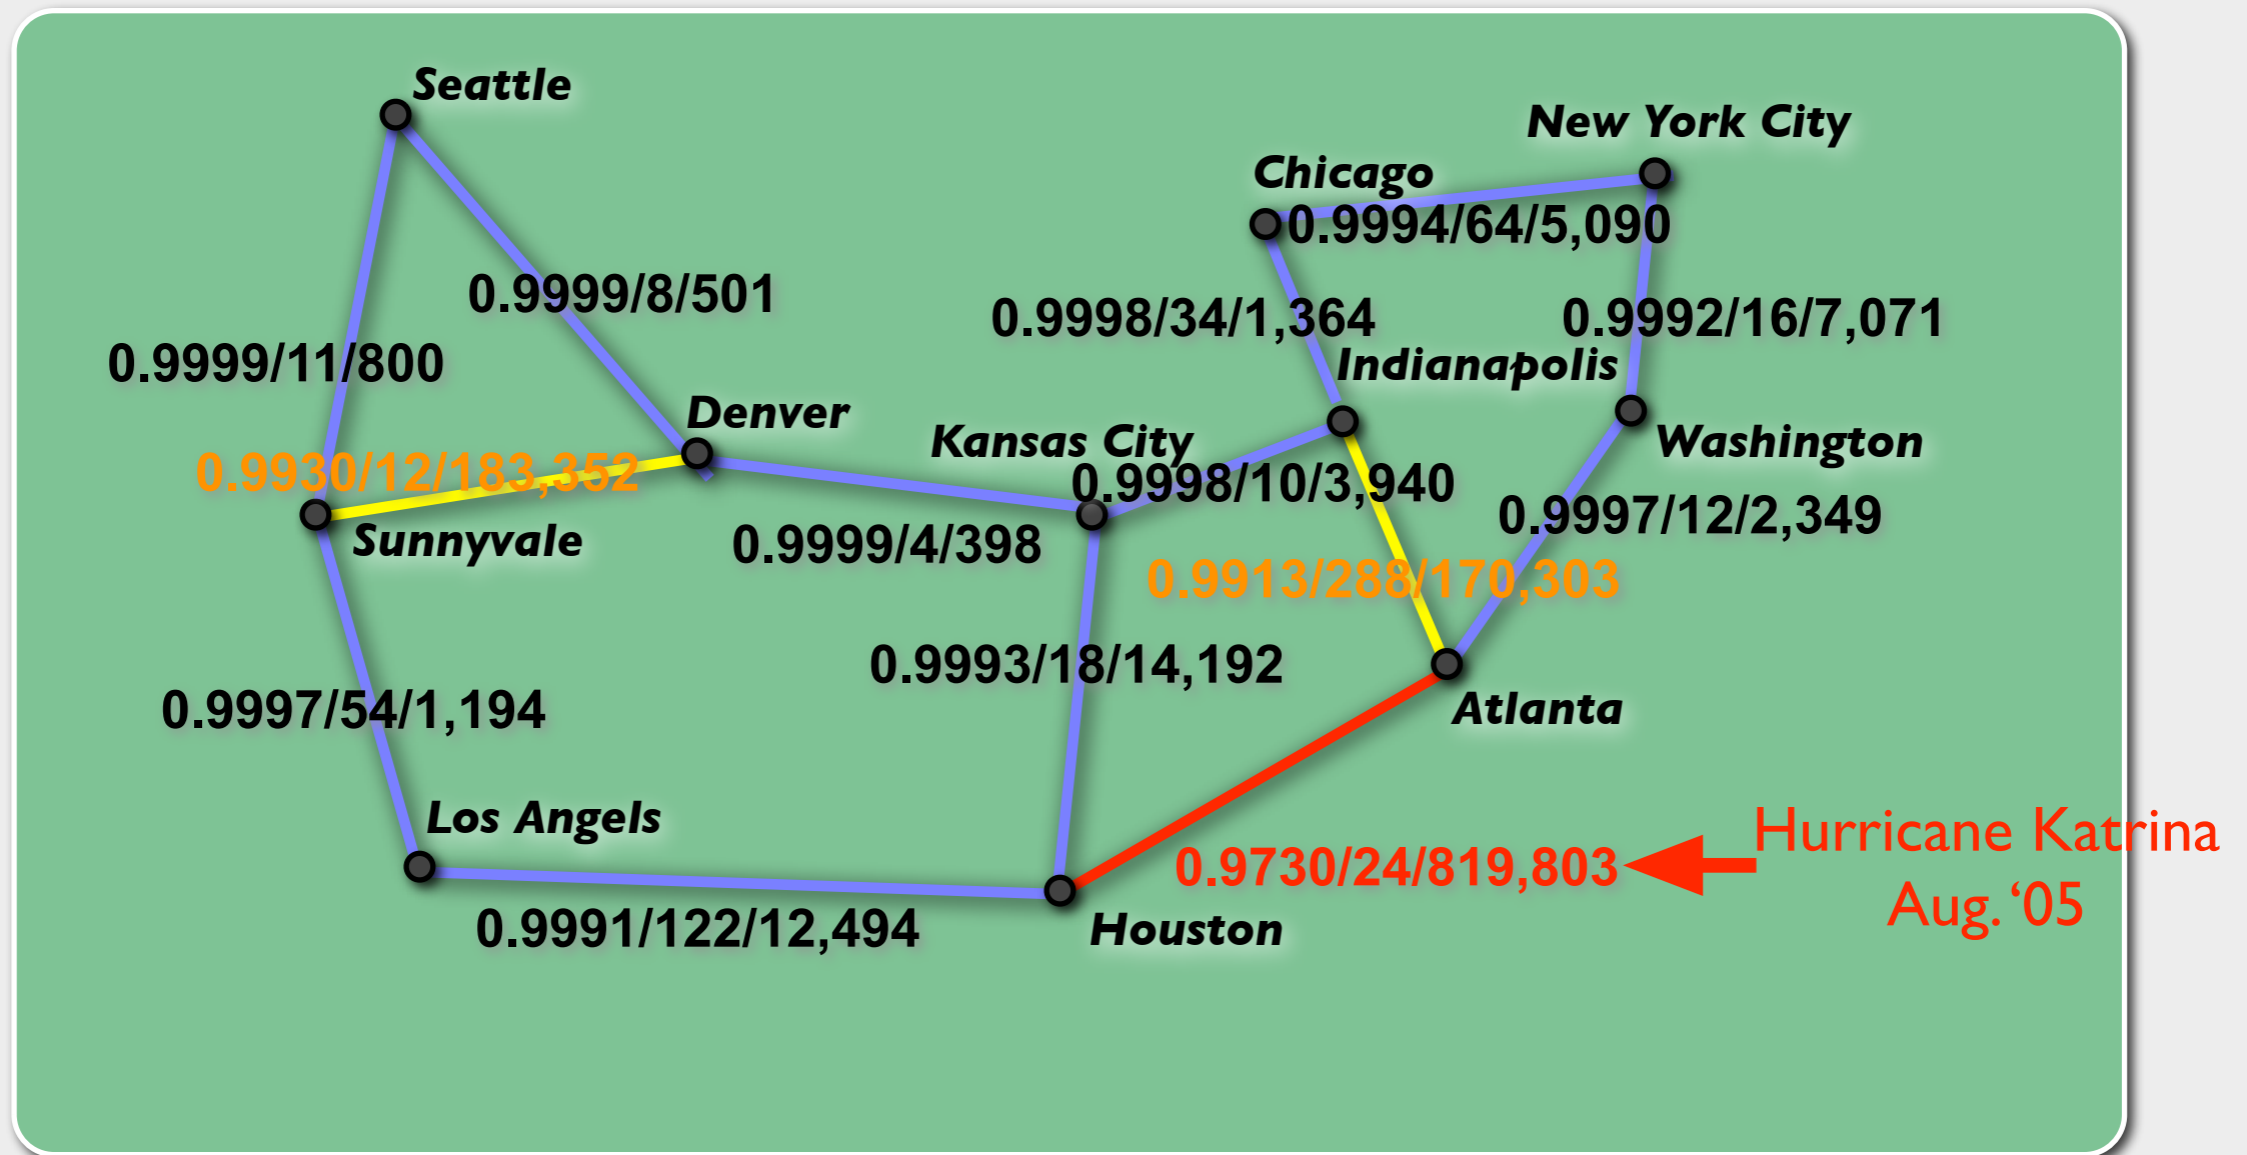 Seattle
New York City
Chicago
0.9994/64/5,090
0.9999/8/501
0.9998/34/1,364
0.9992/16/7,071
0.9999/11/800
Indianapolis
Denver
Kansas City
Washington
0.9930/12/183,352
0.9998/10/3,940
0.9997/12/2,349
Sunnyvale
0.9999/4/398
0.9913/288/170,303
0.9993/18/14,192
0.9997/54/1,194
Atlanta
Los Angels
Hurricane Katrina
0.9730/24/819,803
Aug. ‘05
0.9991/122/12,494
Houston